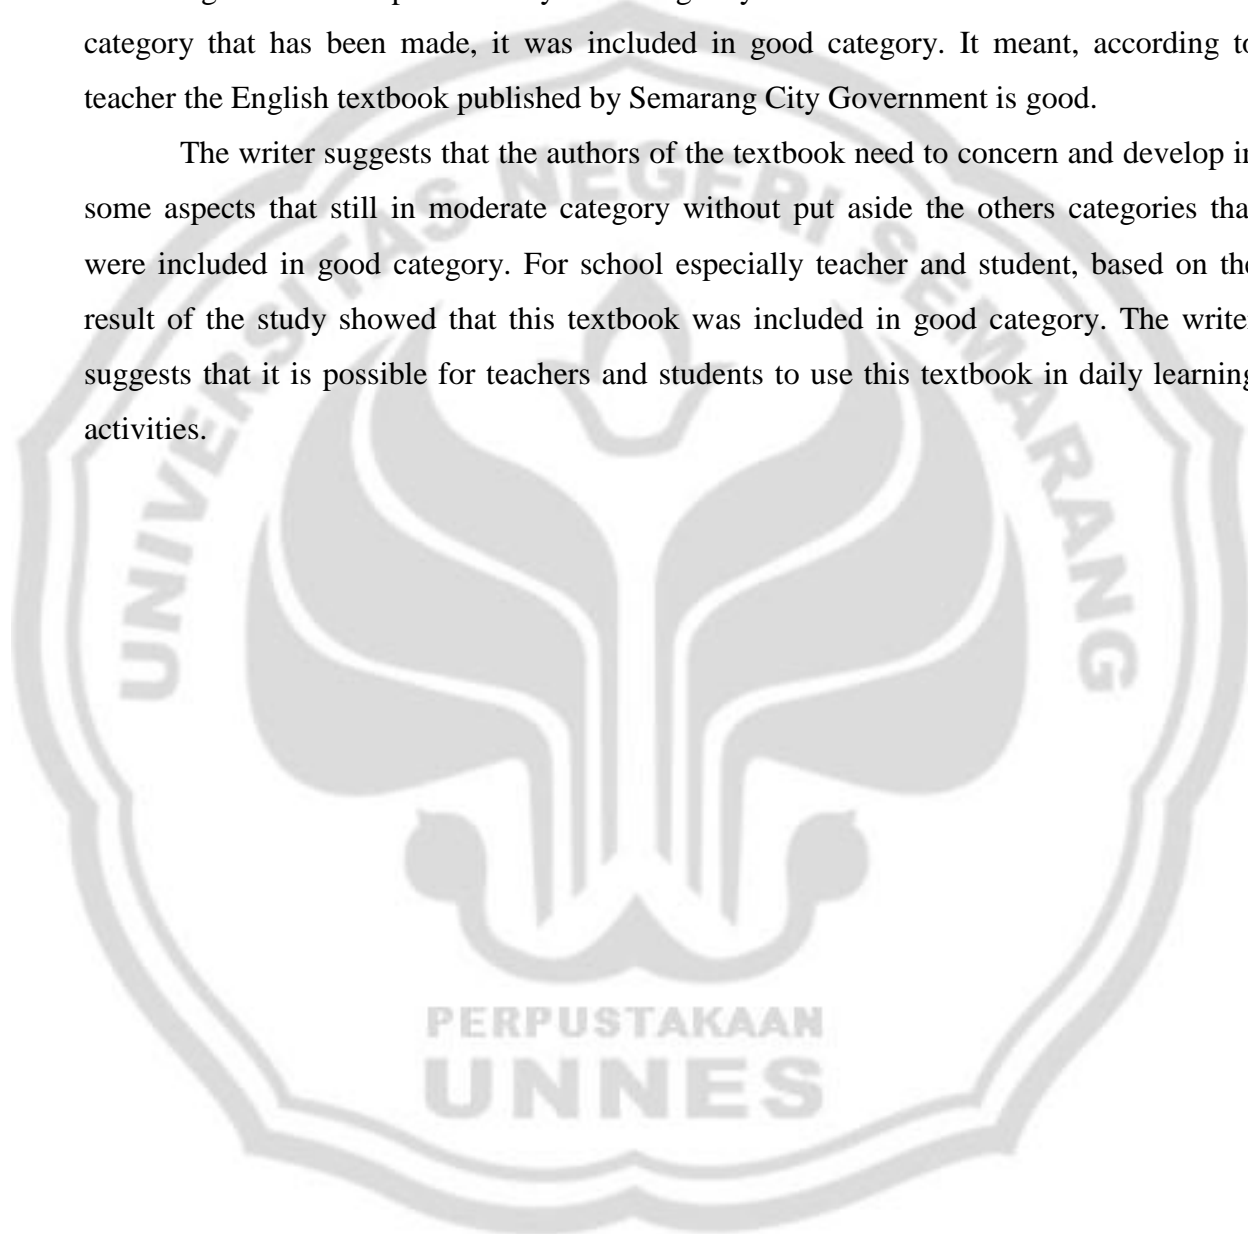 category that has been made, it was included in good category. It meant, according to
teacher the English textbook published by Semarang City Government is good.
The writer suggests that the authors of the textbook need to concern and develop in
some aspects that still in moderate category without put aside the others categories that
were included in good category. For school especially teacher and student, based on the
result of the study showed that this textbook was included in good category. The writer
suggests that it is possible for teachers and students to use this textbook in daily learning
activities.
UNIVERSITAS NEGERI SEMARANG
PERPUSTAKAAN
UNNES